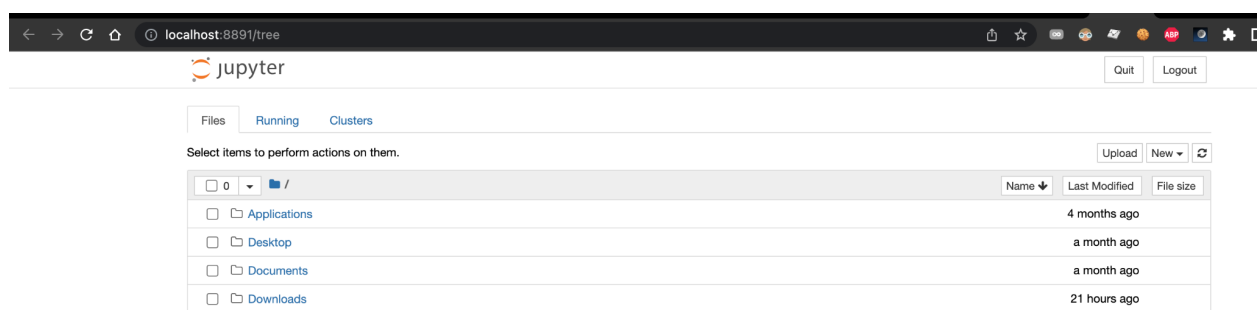 localhost:8891/tree
ABP
jupyter
Quit Logout
Files Running Clusters
Select items to perform actions on them.
Upload New
0 / Name Last Modified File size
Applications 4 months ago
Desktop a month ago
Documents a month ago
Downloads 21 hours ago